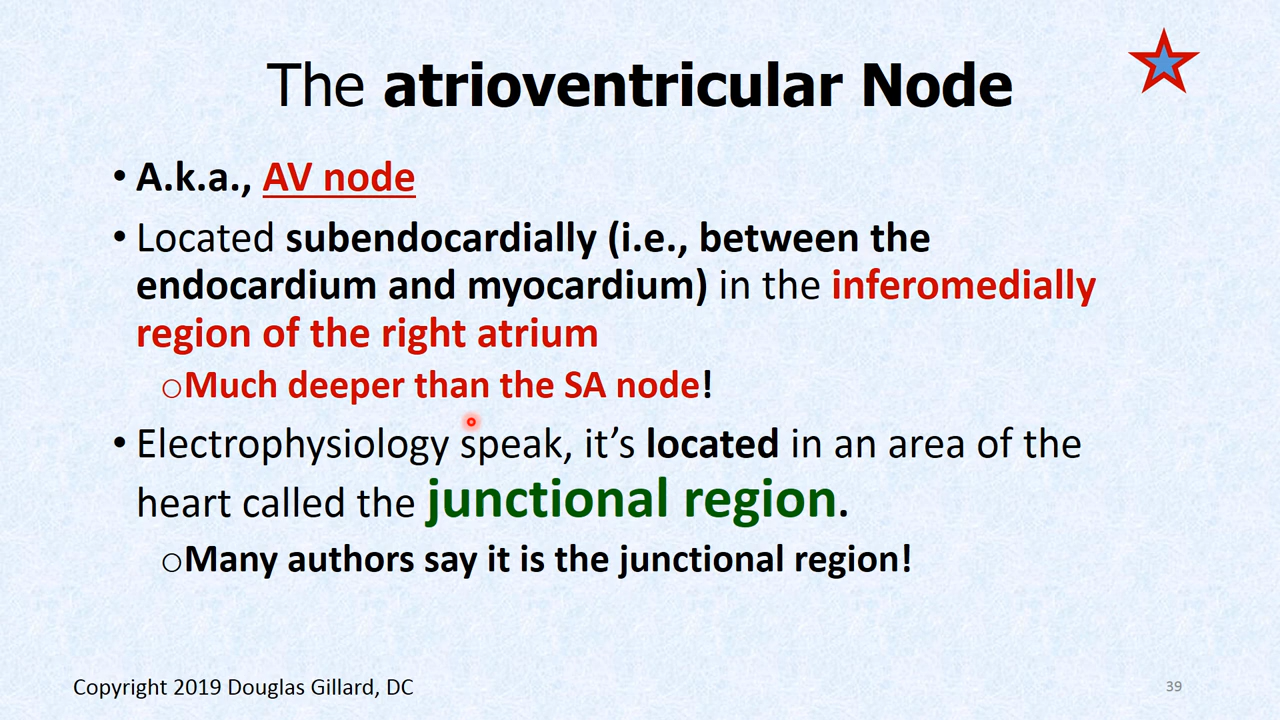 The atrioventricular Node
• A.k.a., AV node
• Located subendocardially (i.e., between the
endocardium and myocardium) in the inferomedially
region of the right atrium
○Much deeper than the SA node!
• Electrophysiology speak, it’s located in an area of the
heart called the junctional region.
○Many authors say it is the junctional region!
Copyright 2019 Douglas Gillard, DC
39